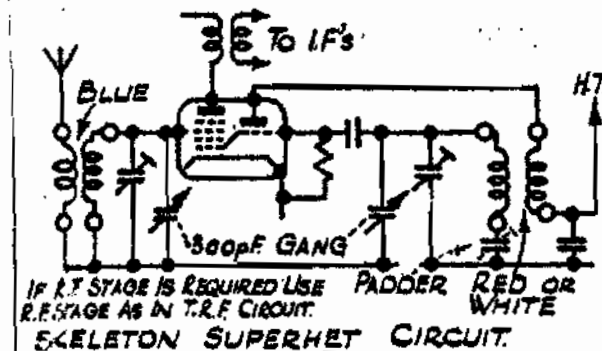 To I.F's
BLUE
H.T
300pF. GANG
IF R.F STAGE IS REQUIRED USE
R.F. STAGE AS IN T.R.F. CIRCUIT.
PADDER
RED OR
WHITE
SKELETON SUPERHET CIRCUIT.